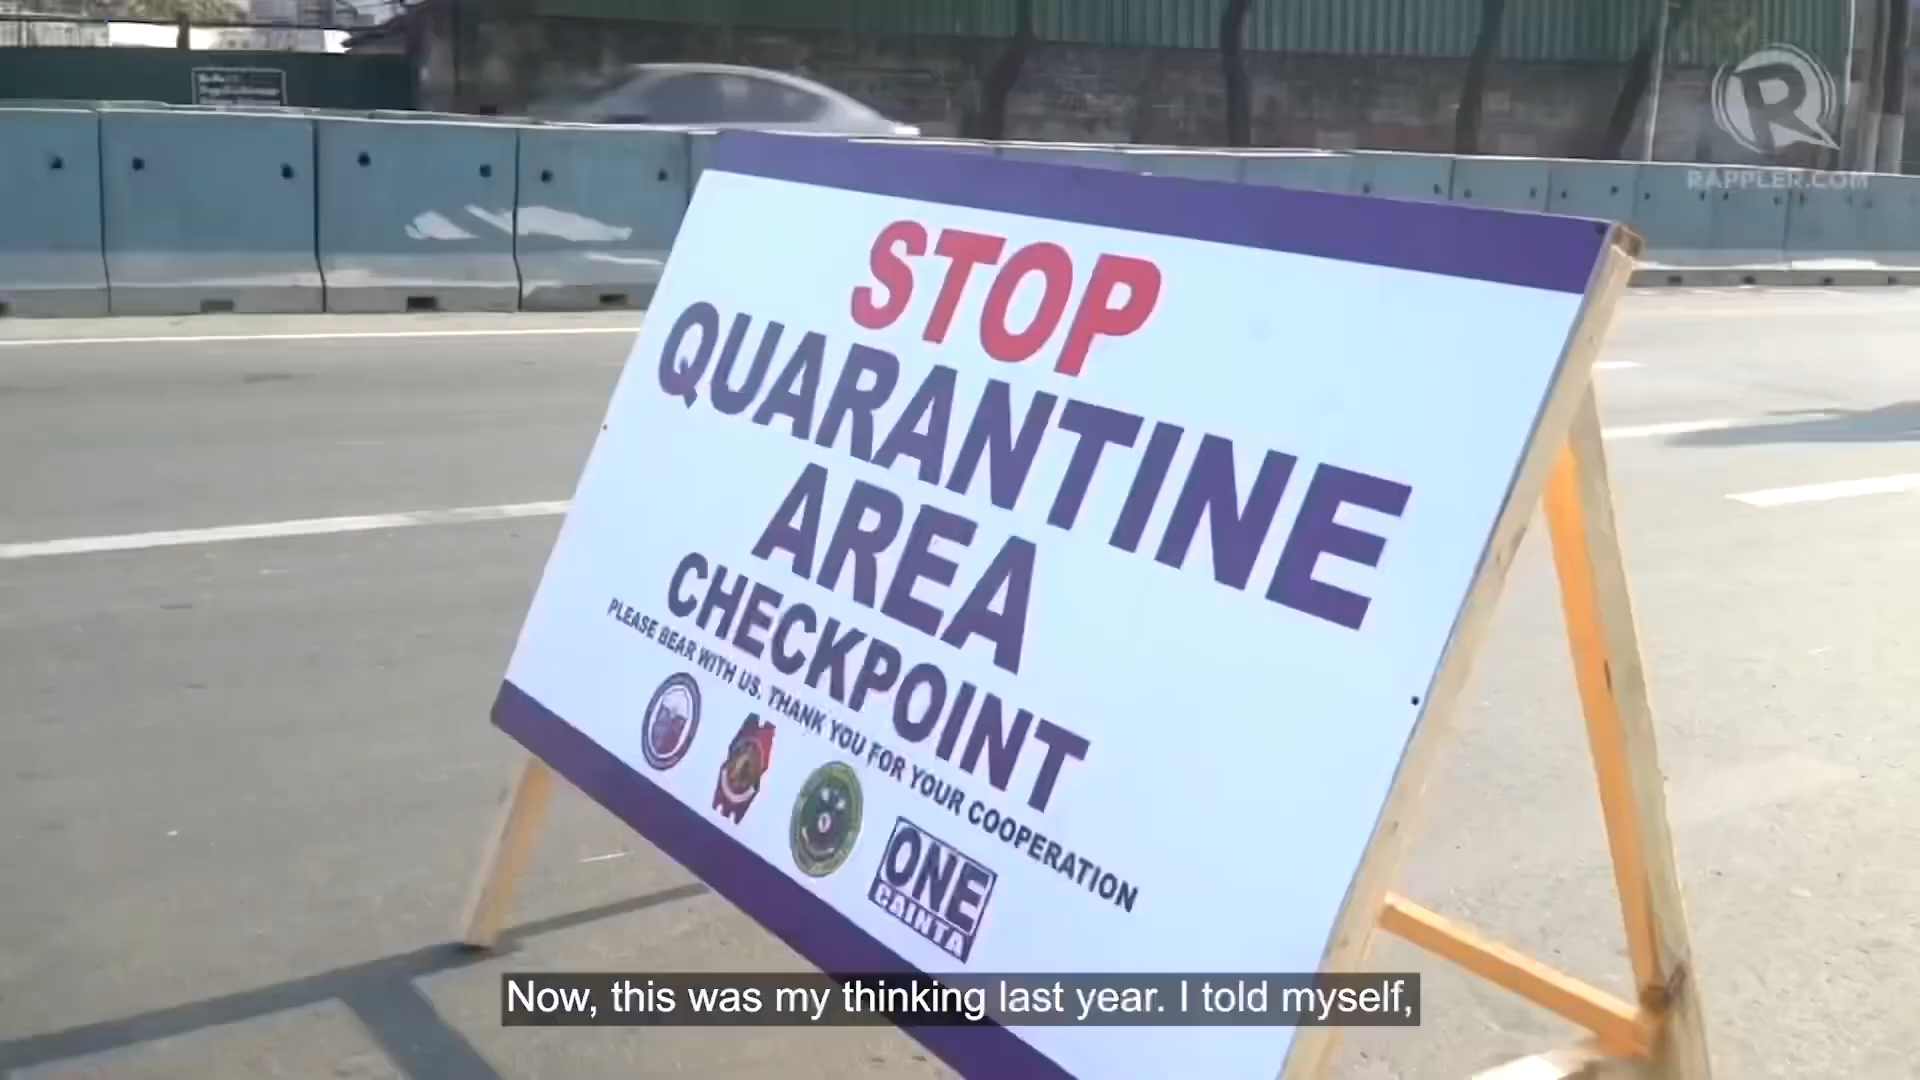 RAPPLER.COM
STOP
QUARANTINE
AREA
CHECKPOINT
PLEASE BEAR WITH US. THANK YOU FOR YOUR COOPERATION
ONE
CAINTA
Now, this was my thinking last year. I told myself,